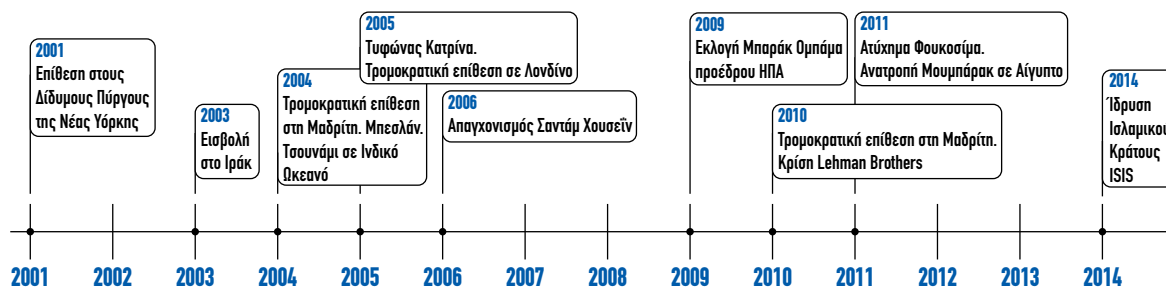 2001
Επίθεση στους
Δίδυμους Πύργους
της Νέας Υόρκης
2003
Εισβολή
στο Ιράκ
2004
Τρομοκρατική επίθεση
στη Μαδρίτη. Μπεσλάν.
Τσουνάμι σε Ινδικό
Ωκεανό
2005
Τυφώνας Κατρίνα.
Τρομοκρατική επίθεση σε Λονδίνο
2006
Απαγχονισμός Σαντάμ Χουσεΐν
2009
Εκλογή Μπαράκ Ομπάμα
προέδρου ΗΠΑ
2010
Τρομοκρατική επίθεση στη Μαδρίτη.
Κρίση Lehman Brothers
2011
Ατύχημα Φουκοσίμα.
Ανατροπή Μουμπάρακ σε Αίγυπτο
2014
Ίδρυση
Ισλαμικού
Κράτους
ISIS
2001 2002 2003 2004 2005 2006 2007 2008 2009 2010 2011 2012 2013 2014